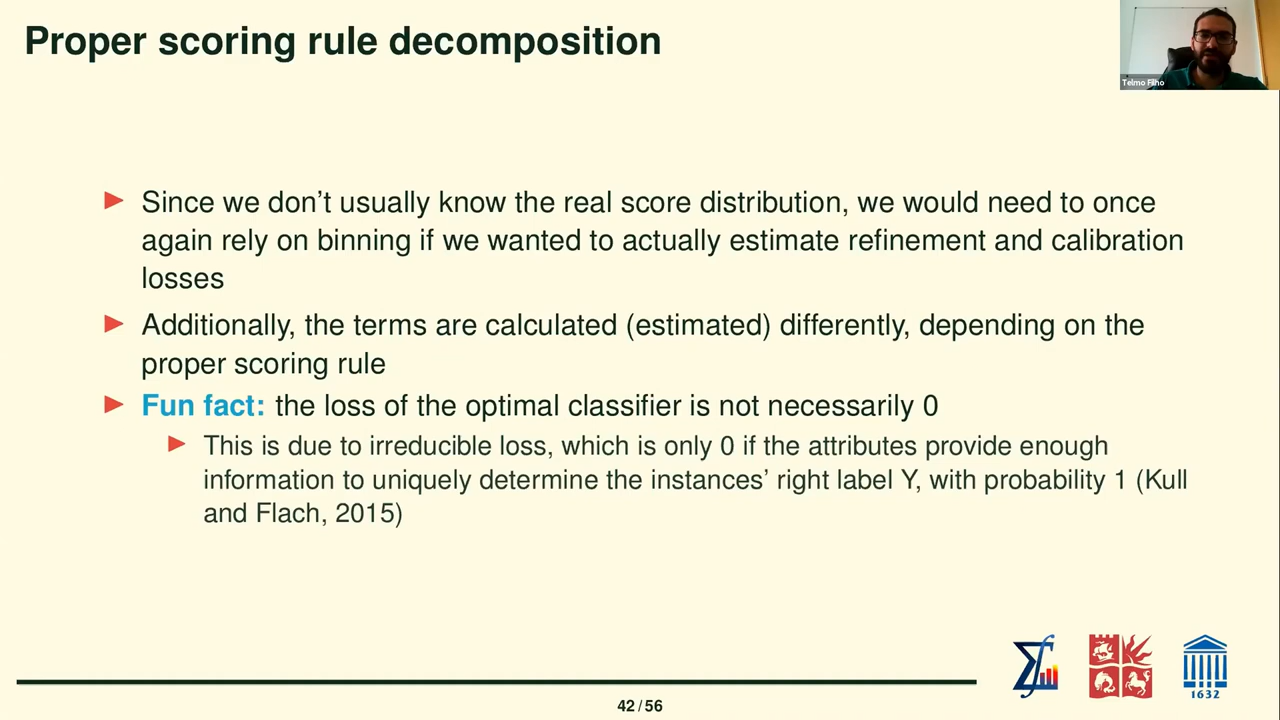 Proper scoring rule decomposition
Telmo Filho
Since we don't usually know the real score distribution, we would need to once
again rely on binning if we wanted to actually estimate refinement and calibration
losses
Additionally, the terms are calculated (estimated) differently, depending on the
proper scoring rule
Fun fact: the loss of the optimal classifier is not necessarily 0
This is due to irreducible loss, which is only 0 if the attributes provide enough
information to uniquely determine the instances' right label Y, with probability 1 (Kull
and Flach, 2015)
1632
42/56